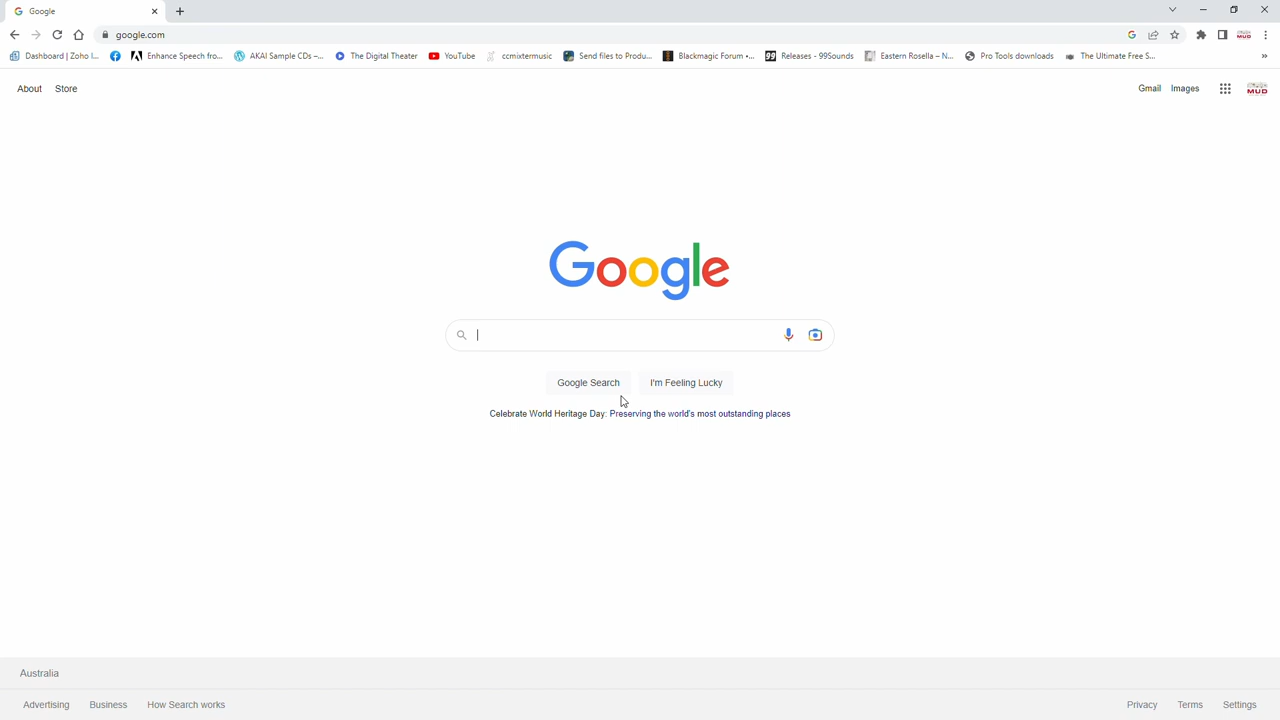 Google
google.com
Dashboard | Zoho I... Enhance Speech fro... AKAI Sample CDs –... The Digital Theater YouTube ccmixtermusic Send files to Produ... Blackmagic Forum •... 99 Releases - 99Sounds Eastern Rosella – N... Pro Tools downloads The Ultimate Free S... »
About Store Gmail Images MUD
Google
Google Search I'm Feeling Lucky
Celebrate World Heritage Day: Preserving the world's most outstanding places
Australia
Advertising Business How Search works Privacy Terms Settings